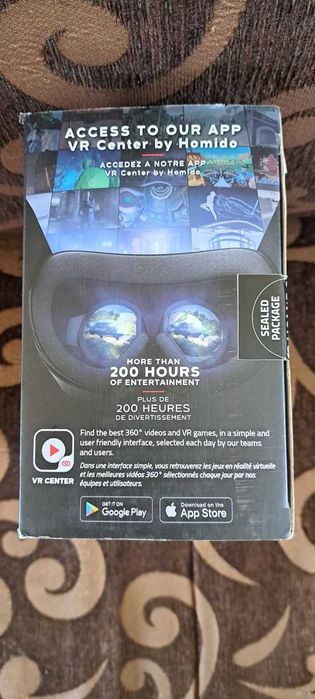 ACCESS TO OUR APP
VR Center by Homido
ACCEDEZ A NOTRE APP
VR Center by Homido
SEALED
PACKAGE
MORE THAN
200 HOURS
OF ENTERTAINMENT
PLUS DE
200 HEURES
DE DIVERTISSEMENT
Find the best 360° videos and VR games, in a simple and
user friendly interface, selected each day by our teams
and users.
Dans une interface simple, vous retrouverez les jeux en réalité virtuelle
et les meilleures vidéos 360° sélectionnés chaque jour par nos
équipes et utilisateurs.
VR CENTER
GET IT ON
Google Play
Download on the
App Store